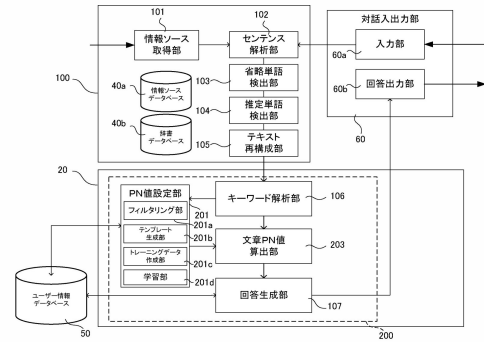 101
情報ソース
取得部
102
センテンス
解析部
対話入出力部
60a
入力部
60b
回答出力部
60
100
40a
情報ソース
データベース
40b
辞書
データベース
103
省略単語
検出部
104
推定単語
検出部
105
テキスト
再構成部
20
PN値設定部
201
フィルタリング部
201a
テンプレート
生成部
201b
トレーニングデータ
作成部
201c
学習部
201d
キーワード解析部
106
文章PN値
算出部
203
回答生成部
107
200
ユーザー情報
データベース
50